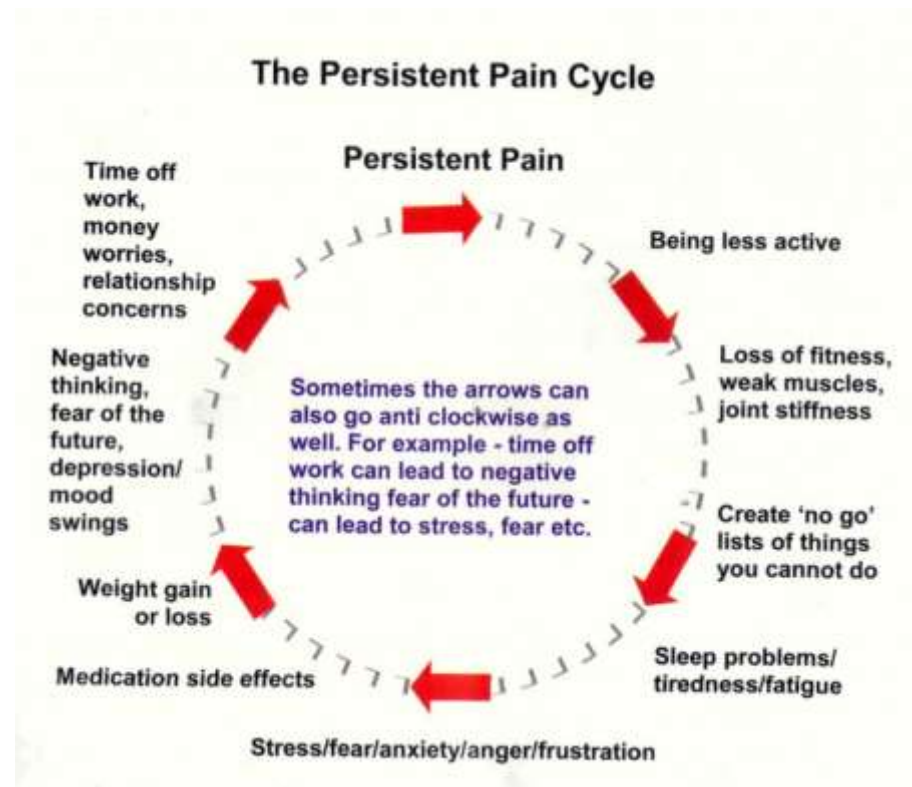 The Persistent Pain Cycle
Persistent Pain
Being less active
Loss of fitness,
weak muscles,
joint stiffness
Create ‘no go’
lists of things
you cannot do
Sleep problems/
tiredness/fatigue
Stress/fear/anxiety/anger/frustration
Medication side effects
Weight gain
or loss
Negative
thinking,
fear of the
future,
depression/
mood
swings
Time off
work,
money
worries,
relationship
concerns
Sometimes the arrows can
also go anti clockwise as
well. For example - time off
work can lead to negative
thinking fear of the future -
can lead to stress, fear etc.